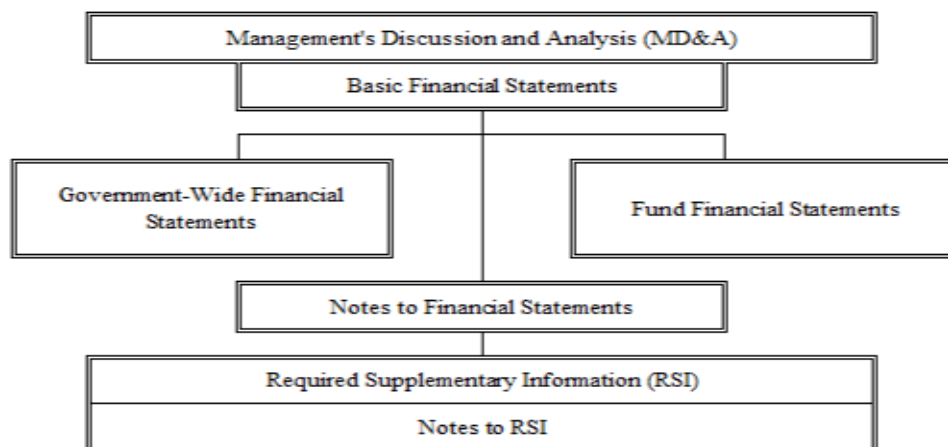 Management's Discussion and Analysis (MD&A)
Basic Financial Statements
Government-Wide Financial
Statements
Fund Financial Statements
Notes to Financial Statements
Required Supplementary Information (RSI)
Notes to RSI